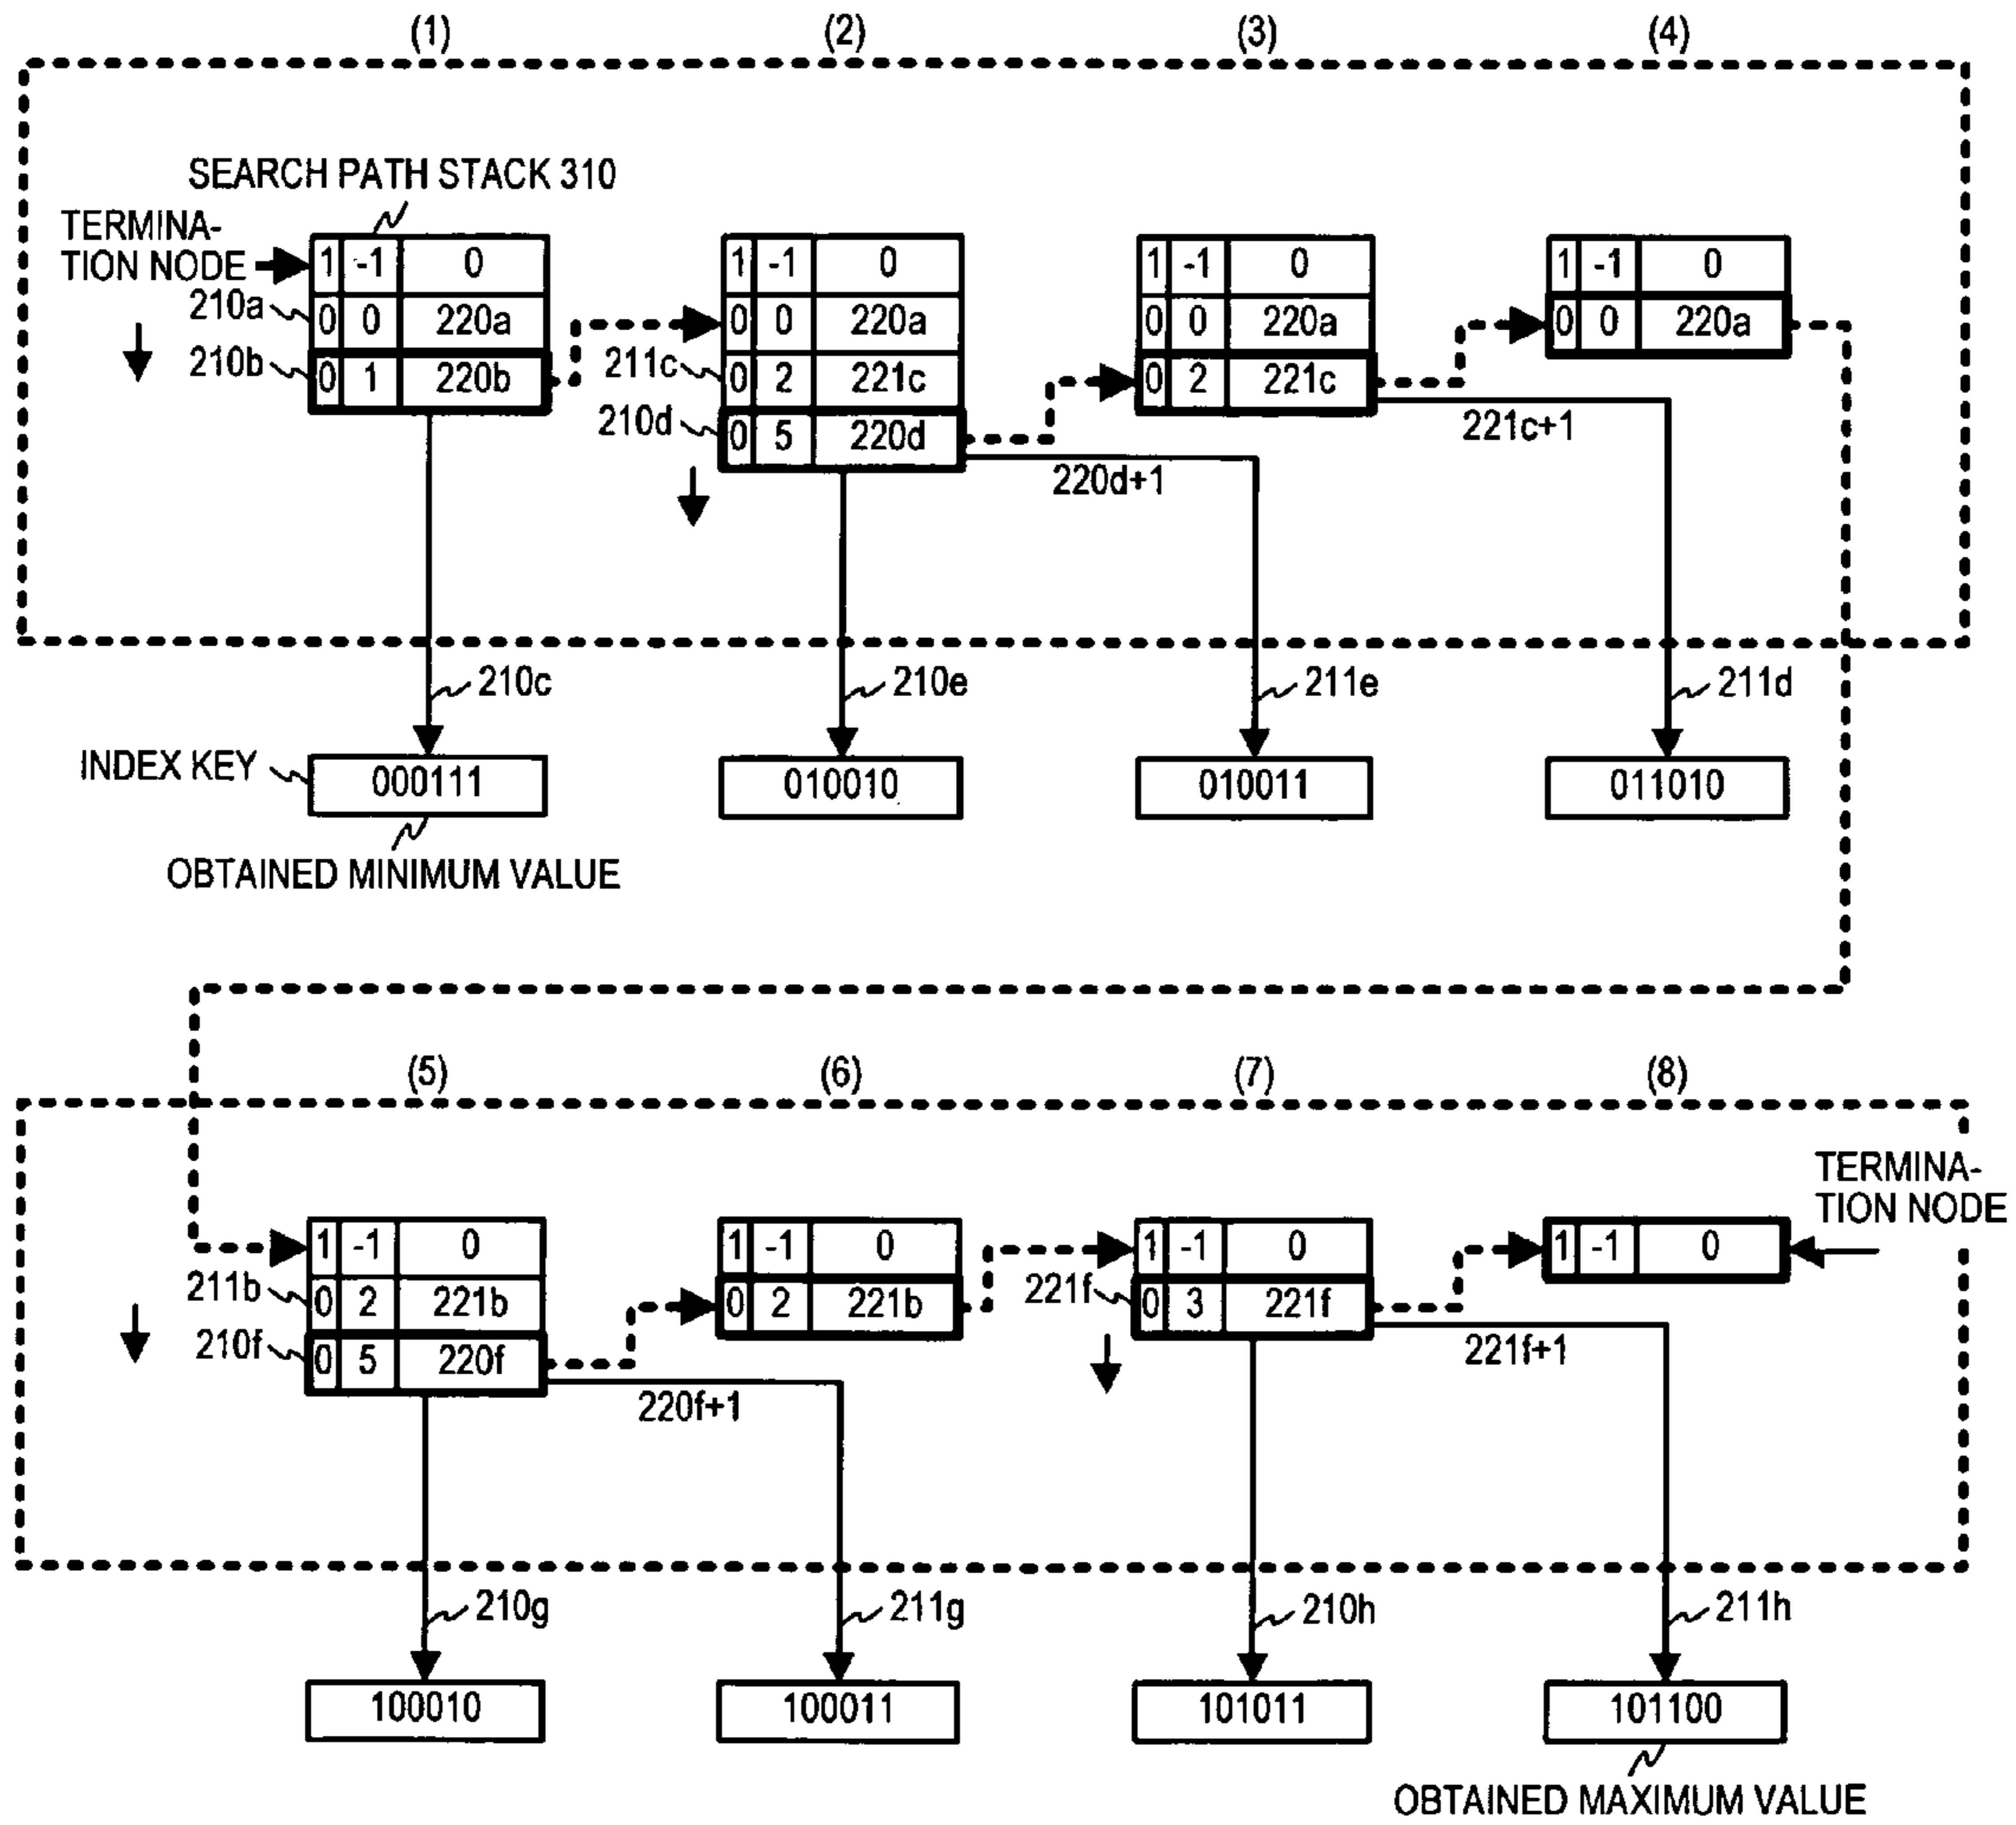 (1) (2) (3) (4)
SEARCH PATH STACK 310
TERMINA-
TION NODE
1 -1 0
1 -1 0
1 -1 0
1 -1 0
210a
0 0 220a
0 0 220a
0 0 220a
0 0 220a
210b
0 1 220b
211c
0 2 221c
0 2 221c
221c+1
210d
0 5 220d
220d+1
210c
210e
211e
211d
INDEX KEY
000111
010010
010011
011010
OBTAINED MINIMUM VALUE
(5) (6) (7) (8)
TERMINA-
TION NODE
1 -1 0
1 -1 0
1 -1 0
1 -1 0
211b
0 2 221b
0 2 221b
221f
0 3 221f
221f+1
210f
0 5 220f
220f+1
210g
211g
210h
211h
100010
100011
101011
101100
OBTAINED MAXIMUM VALUE